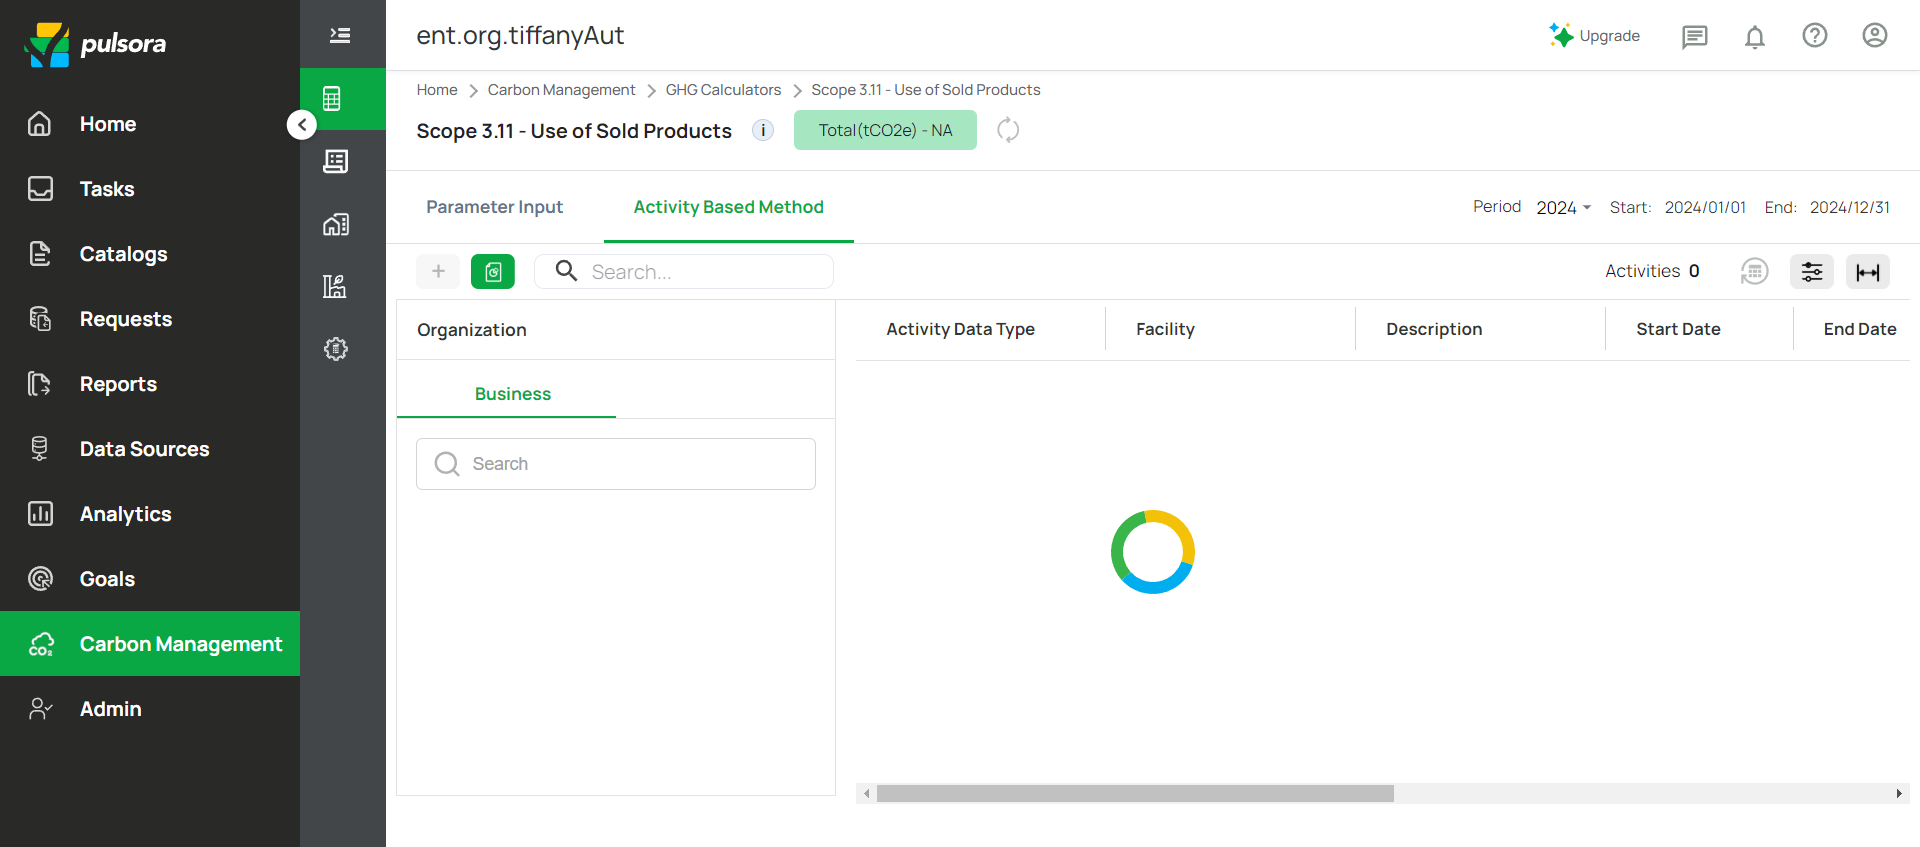 pulsora
ent.org.tiffanyAut
Upgrade
Home
Tasks
Catalogs
Requests
Reports
Data Sources
Analytics
Goals
CO₂
Carbon Management
Admin
Home > Carbon Management > GHG Calculators > Scope 3.11 - Use of Sold Products
Scope 3.11 - Use of Sold Products i Total(tCO2e) - NA
Parameter Input Activity Based Method
Period 2024 Start: 2024/01/01 End: 2024/12/31
+ Search... Activities 0
Organization
Business
Search
Activity Data Type Facility Description Start Date End Date